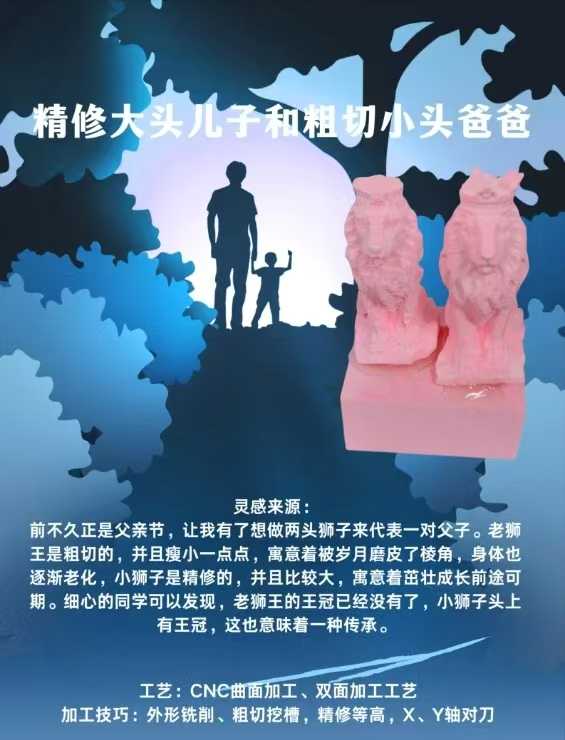 精修大头儿子和粗切小头爸爸
灵感来源：
前不久正是父亲节，让我有了想做两头狮子来代表一对父子。老狮
王是粗切的，并且瘦小一点点，寓意着被岁月磨皮了棱角，身体也
逐渐老化，小狮子是精修的，并且比较大，寓意着茁壮成长前途可
期。细心的同学可以发现，老狮王的王冠已经没有了，小狮子头上
有王冠，这也意味着一种传承。
工艺：CNC曲面加工、双面加工工艺
加工技巧：外形铣削、粗切挖槽，精修等高，X、Y轴对刀